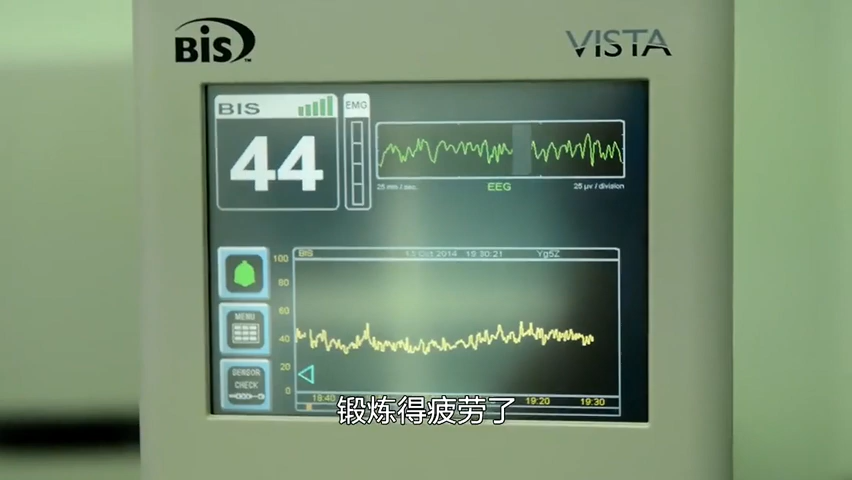 BIS™
VISTA
BIS
EMG
44
25 mm / sec.
EEG
25 µv / division
BIS
13 Oct 2014
19:30:21
Yg5Z
100
80
60
40
20
0
MENU
SENSOR
CHECK
18:40
19:20
19:30
锻炼得疲劳了